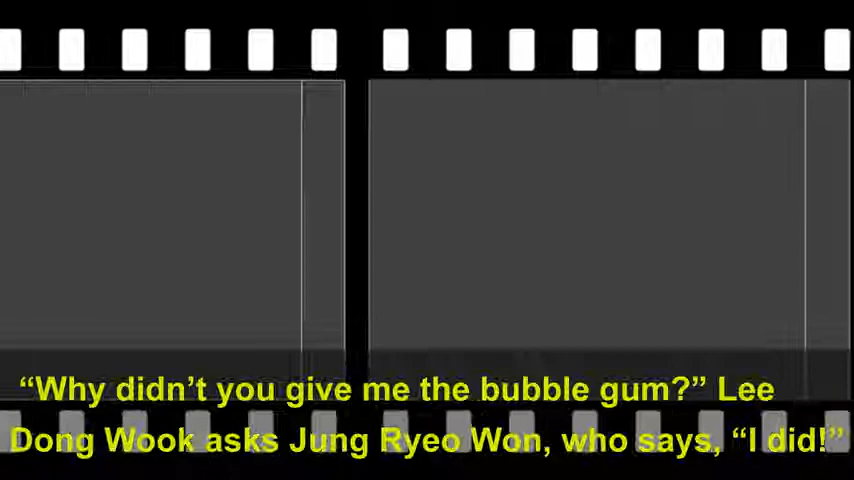 “Why didn’t you give me the bubble gum?” Lee
Dong Wook asks Jung Ryeo Won, who says, “I did!”